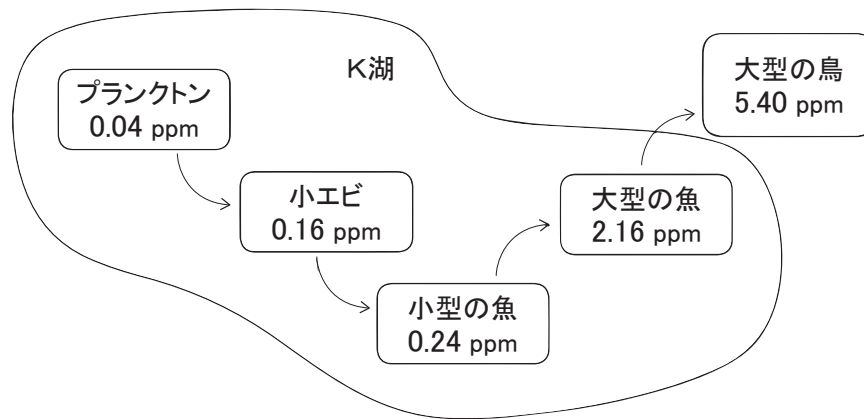 K湖
プランクトン
0.04 ppm
小エビ
0.16 ppm
小型の魚
0.24 ppm
大型の魚
2.16 ppm
大型の鳥
5.40 ppm